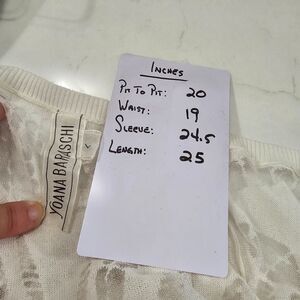 Inches
Pit To Pit: 20
Waist: 19
Sleeve: 24.5
Length: 25
YOANA BARASCHI
L